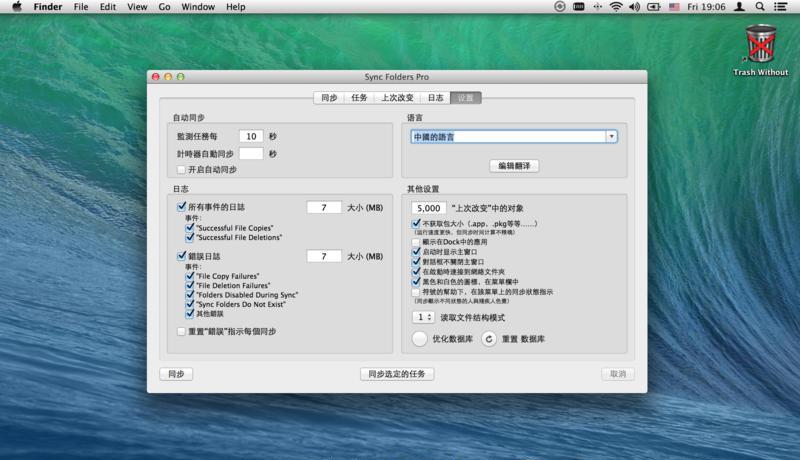 Finder File Edit View Go Window Help Fri 19:06
Trash Without
Sync Folders Pro
同步 任务 上次改变 日志 设置
自动同步
監測任務每 10 秒
計時器自動同步 秒
开启自动同步
语言
中國的語言
编辑翻译
日志
所有事件的日誌 7 大小 (MB)
事件:
"Successful File Copies"
"Successful File Deletions"
錯誤日誌 7 大小 (MB)
事件:
"File Copy Failures"
"File Deletion Failures"
"Folders Disabled During Sync"
"Sync Folders Do Not Exist"
其他錯誤
重置"錯誤"指示每個同步
其他设置
5,000 "上次改变"中的对象
不获取包大小 (.app, .pkg等等……)
(运行速度更快，但同步时间计算不精确)
顯示在Dock中的應用
启动时显示主窗口
對話框不關閉主窗口
在啟動時連接到網絡文件夾
黑色和白色的圖標，在菜單欄中
符號的幫助下，在該菜單上的同步狀態指示
(同步顯示不同狀態的人與殘疾人色覺)
1 读取文件结构模式
优化数据库 重置 数据库
同步 同步选定的任务 取消